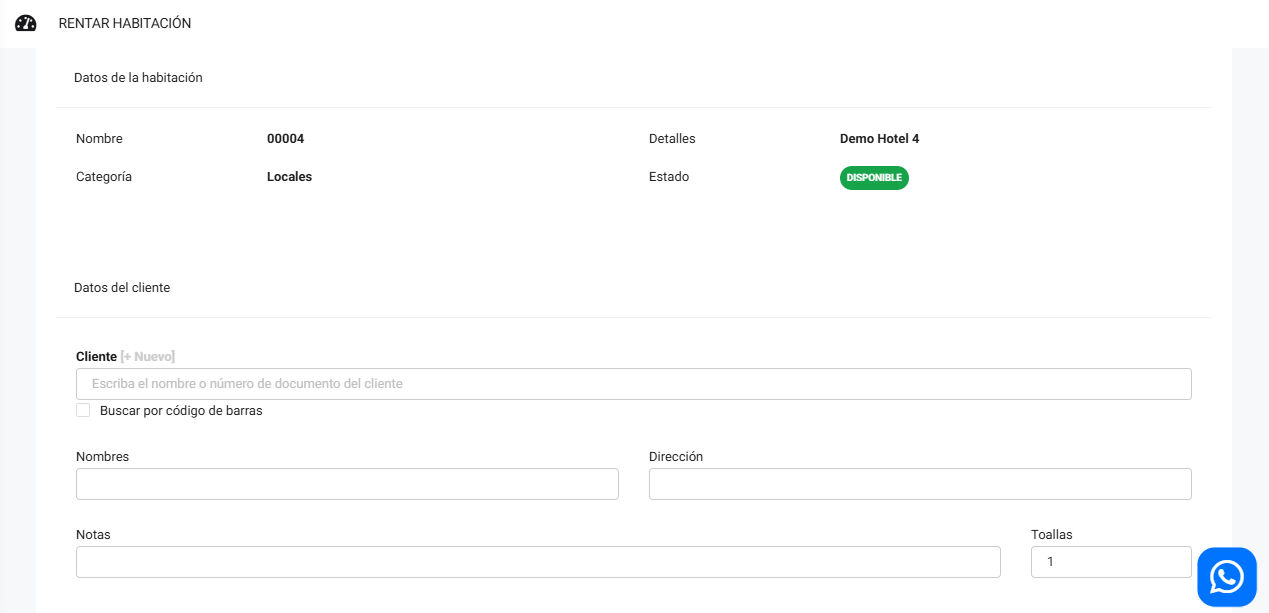 RENTAR HABITACIÓN
Datos de la habitación
Nombre 00004 Detalles Demo Hotel 4
Categoría Locales Estado DISPONIBLE
Datos del cliente
Cliente [+ Nuevo]
Escriba el nombre o número de documento del cliente
Buscar por código de barras
Nombres Dirección
Notas Toallas
1